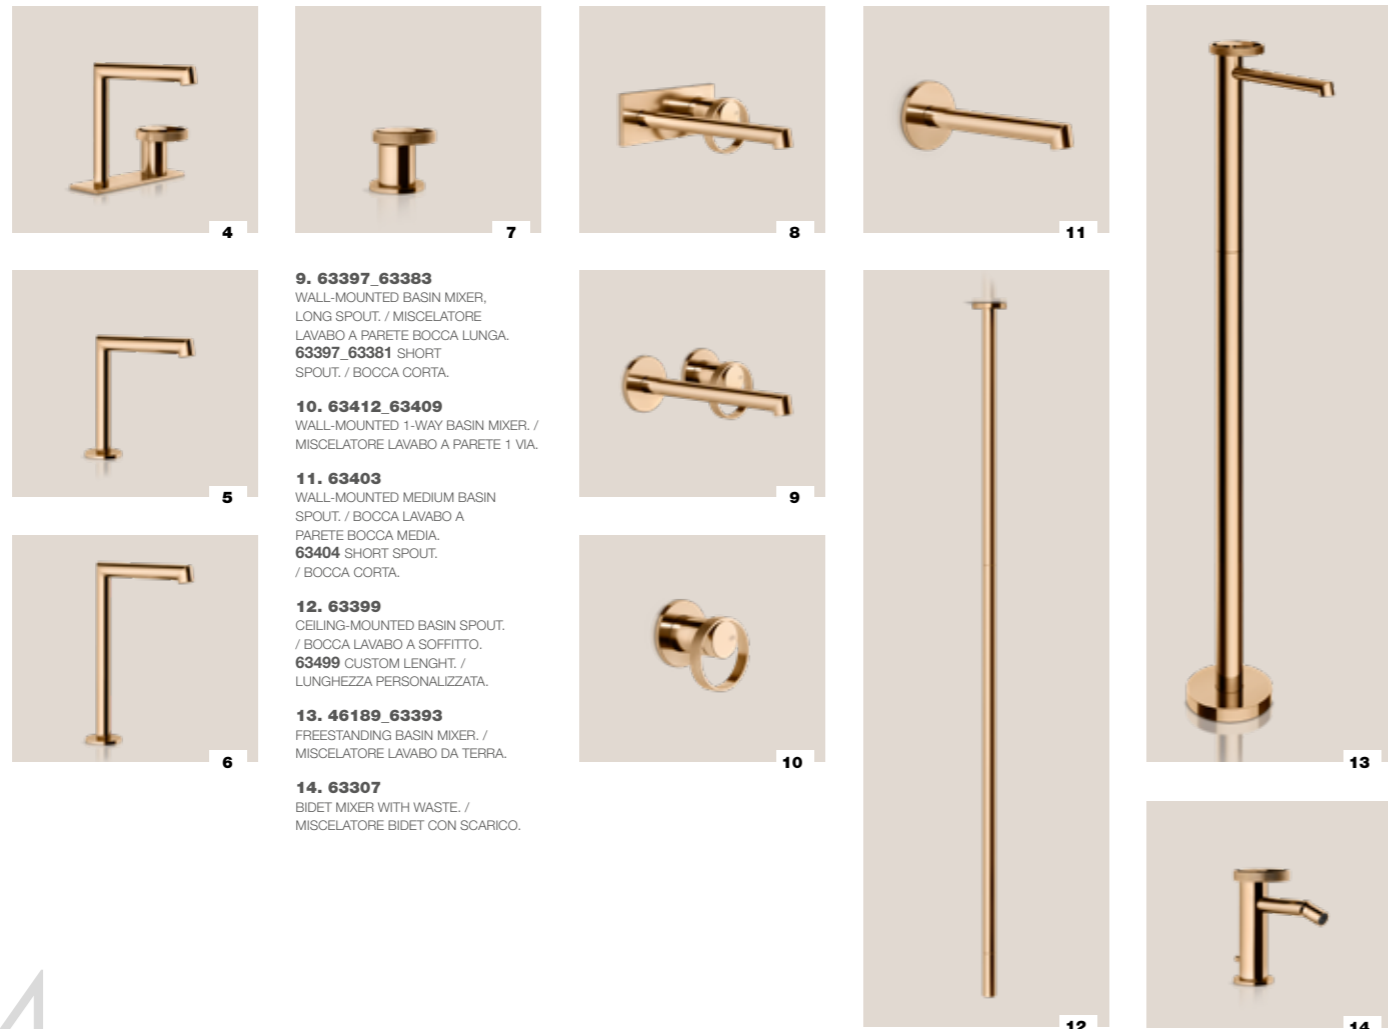 4
7
8
11
9. 63397_63383
WALL-MOUNTED BASIN MIXER,
LONG SPOUT. / MISCELATORE
LAVABO A PARETE BOCCA LUNGA.
63397_63381 SHORT
SPOUT. / BOCCA CORTA.
10. 63412_63409
WALL-MOUNTED 1-WAY BASIN MIXER. /
MISCELATORE LAVABO A PARETE 1 VIA.
11. 63403
WALL-MOUNTED MEDIUM BASIN
SPOUT. / BOCCA LAVABO A
PARETE BOCCA MEDIA.
63404 SHORT SPOUT.
/ BOCCA CORTA.
12. 63399
CEILING-MOUNTED BASIN SPOUT.
/ BOCCA LAVABO A SOFFITTO.
63499 CUSTOM LENGHT. /
LUNGHEZZA PERSONALIZZATA.
13. 46189_63393
FREESTANDING BASIN MIXER. /
MISCELATORE LAVABO DA TERRA.
14. 63307
BIDET MIXER WITH WASTE. /
MISCELATORE BIDET CON SCARICO.
5
9
6
10
13
12
14